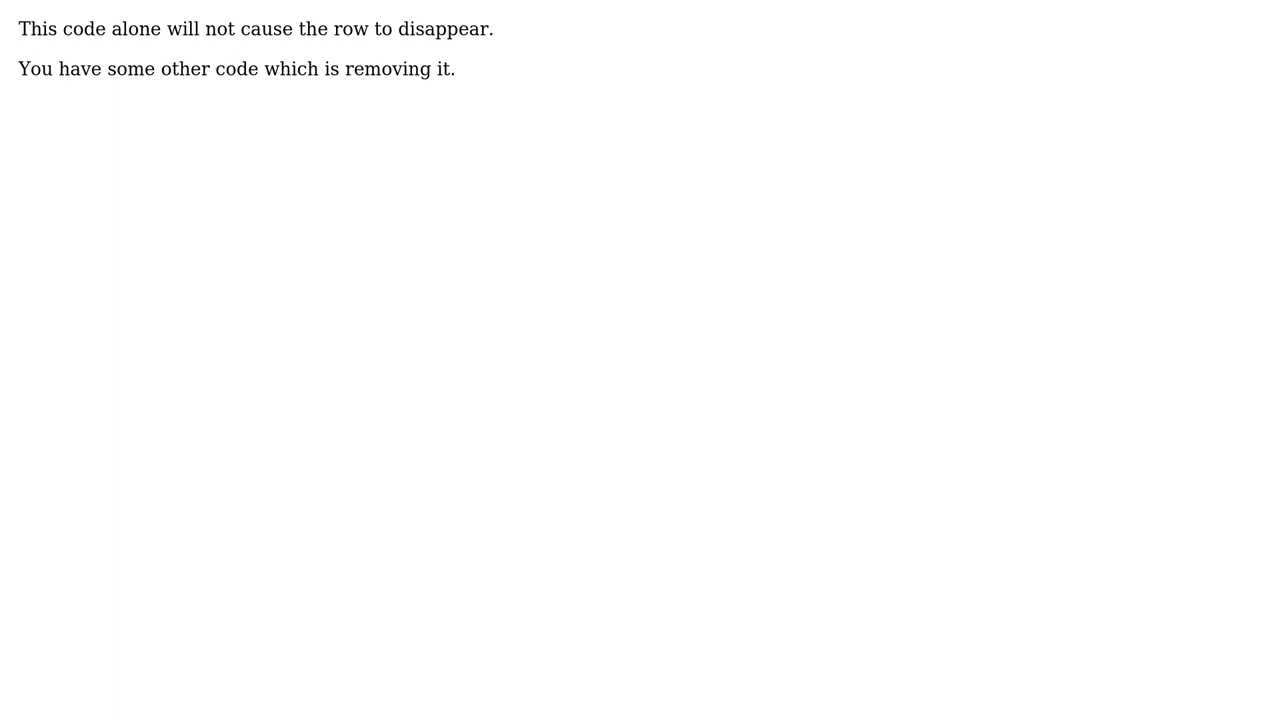 This code alone will not cause the row to disappear.
You have some other code which is removing it.